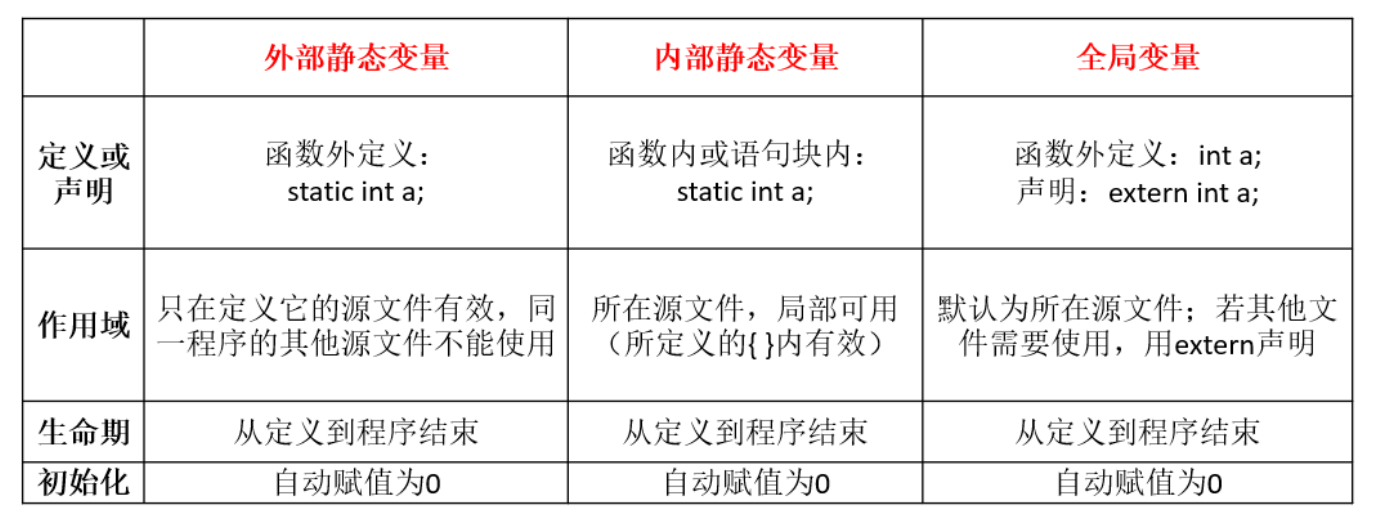 外部静态变量
内部静态变量
全局变量
定义或
声明
函数外定义：
static int a;
函数内或语句块内：
static int a;
函数外定义：int a;
声明：extern int a;
作用域
只在定义它的源文件有效，同
一程序的其他源文件不能使用
所在源文件，局部可用
（所定义的{ }内有效）
默认为所在源文件；若其他文
件需要使用，用extern声明
生命期
从定义到程序结束
从定义到程序结束
从定义到程序结束
初始化
自动赋值为0
自动赋值为0
自动赋值为0